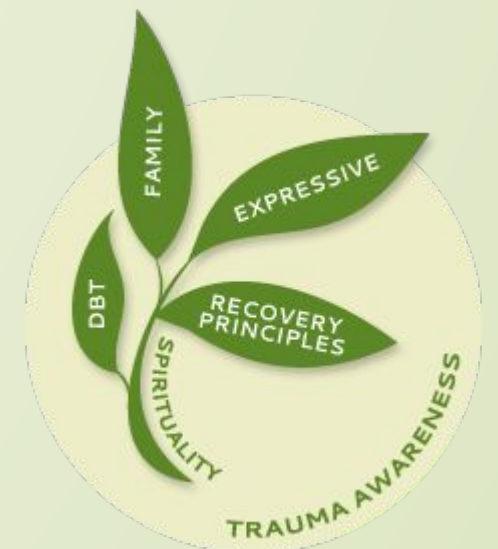 FAMILY
EXPRESSIVE
DBT
RECOVERY
PRINCIPLES
SPIRITUALITY
TRAUMA AWARENESS